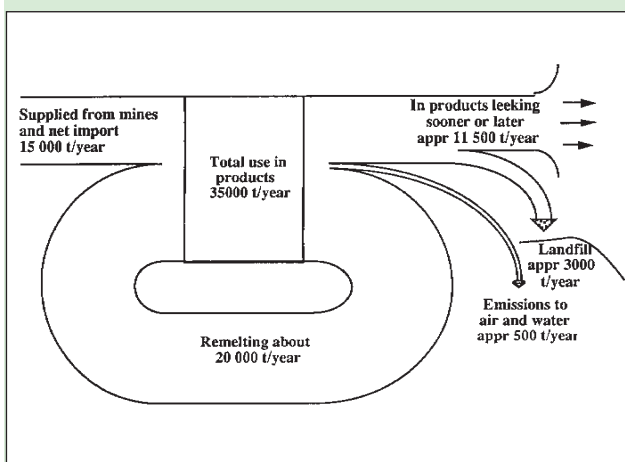 Supplied from mines
and net import
15 000 t/year
Total use in
products
35000 t/year
In products leeking
sooner or later
appr 11 500 t/year
Landfill
appr 3000
t/year
Emissions to
air and water
appr 500 t/year
Remelting about
20 000 t/year